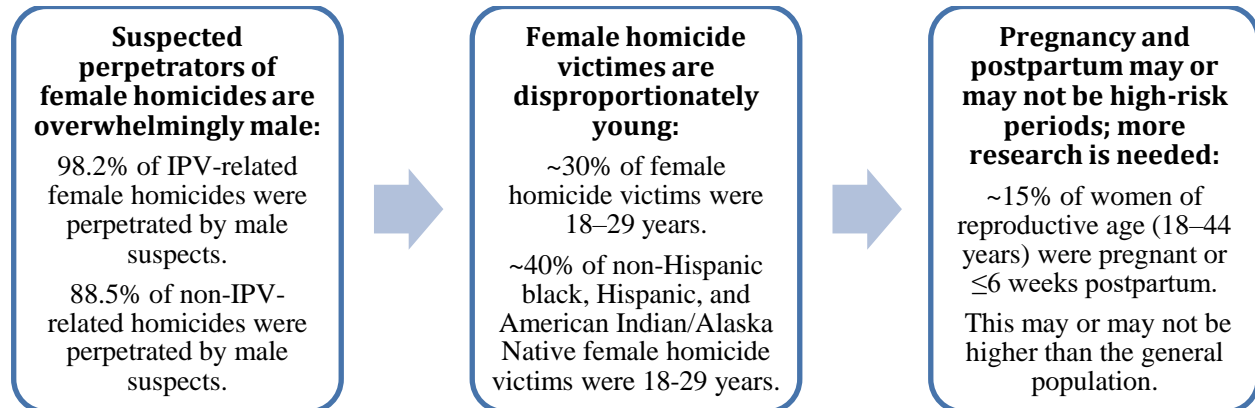 Suspected
perpetrators of
female homicides are
overwhelmingly male:
98.2% of IPV-related
female homicides were
perpetrated by male
suspects.
88.5% of non-IPV-
related homicides were
perpetrated by male
suspects.
Female homicide
victimes are
disproportionately
young:
~30% of female
homicide victims were
18–29 years.
~40% of non-Hispanic
black, Hispanic, and
American Indian/Alaska
Native female homicide
victims were 18-29 years.
Pregnancy and
postpartum may or
may not be high-risk
periods; more
research is needed:
~15% of women of
reproductive age (18–44
years) were pregnant or
≤6 weeks postpartum.
This may or may not be
higher than the general
population.